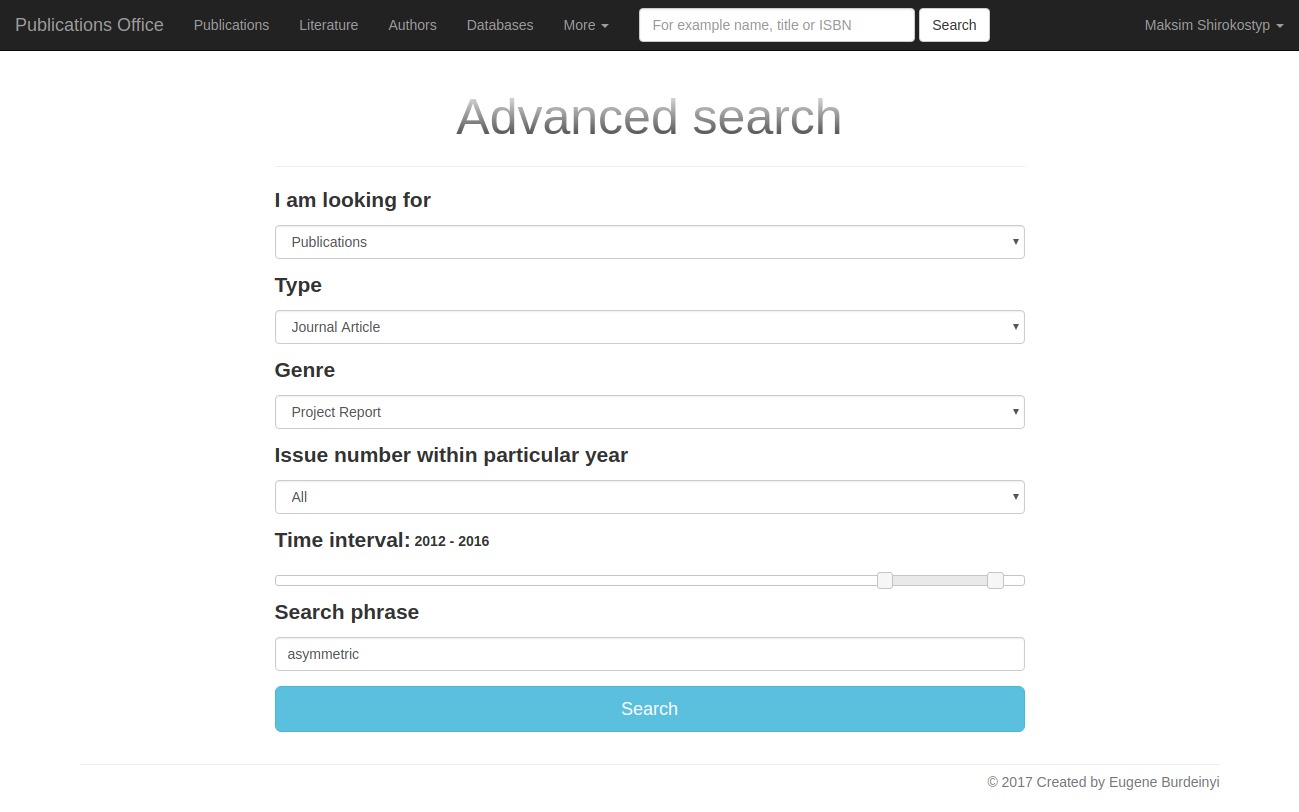 Publications Office Publications Literature Authors Databases More For example name, title or ISBN Search Maksim Shirokostyp
Advanced search
I am looking for
Publications
Type
Journal Article
Genre
Project Report
Issue number within particular year
All
Time interval: 2012 - 2016
Search phrase
asymmetric
Search
© 2017 Created by Eugene Burdeinyi